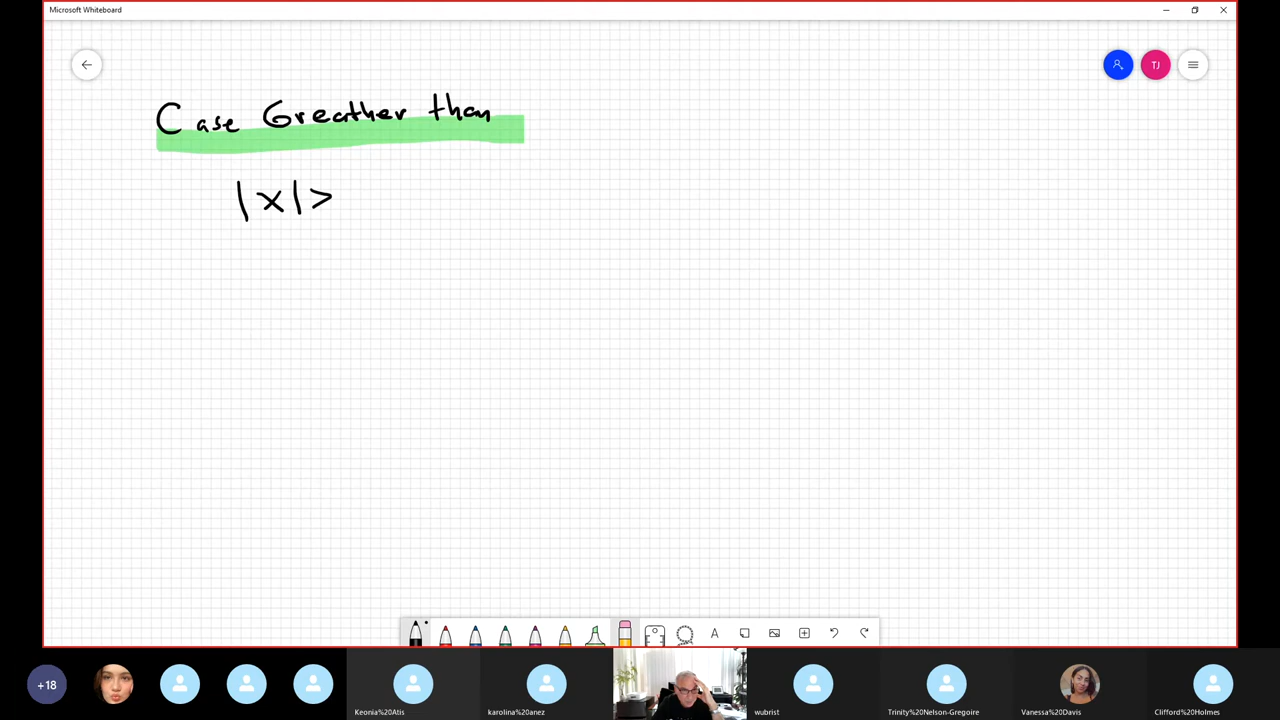 Microsoft Whiteboard
TJ
Case Greather than
|x|>
A
+18
Keonia%20Atis
karolina%20anez
wubrist
Trinity%20Nelson-Gregoire
Vanessa%20Davis
Clifford%20Holmes